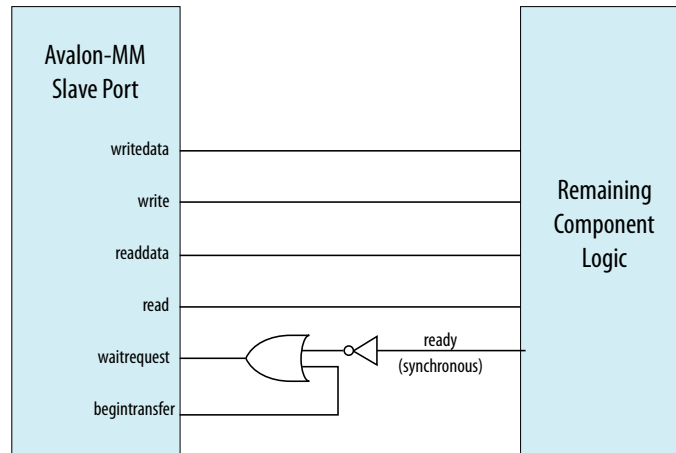 Avalon-MM
Slave Port
writedata
write
readdata
read
waitrequest
begintransfer
ready
(synchronous)
Remaining
Component
Logic